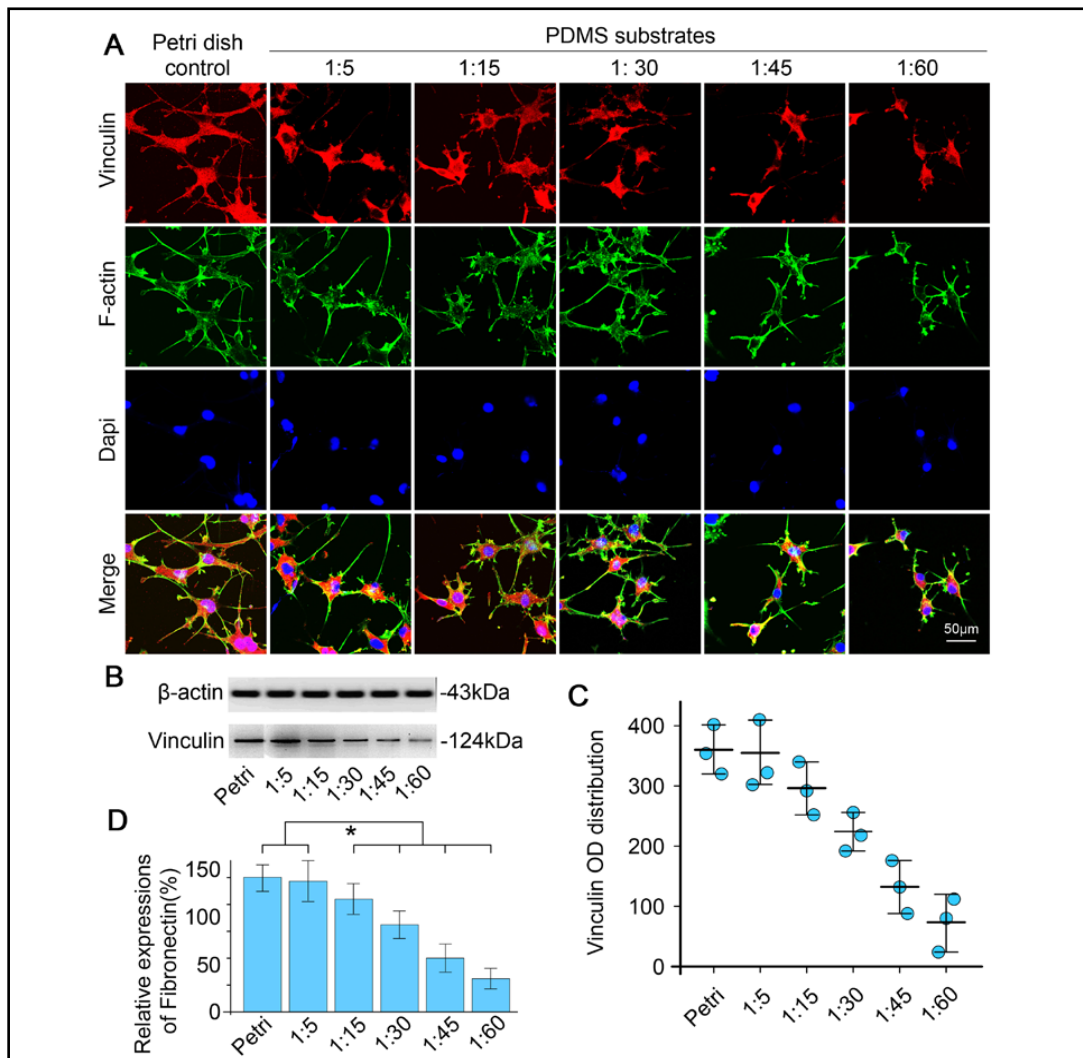 A
Petri dish
control
PDMS substrates
1:5 1:15 1: 30 1:45 1:60
Vinculin
F-actin
Dapi
Merge
50μm
B
β-actin
-43kDa
Vinculin
-124kDa
Petri 1:5 1:15 1:30 1:45 1:60
C
Vinculin OD distribution
400
300
200
100
0
Petri 1:5 1:15 1:30 1:45 1:60
D
Relative expressions
of Fibronectin(%)
*
150
100
50
0
Petri 1:5 1:15 1:30 1:45 1:60